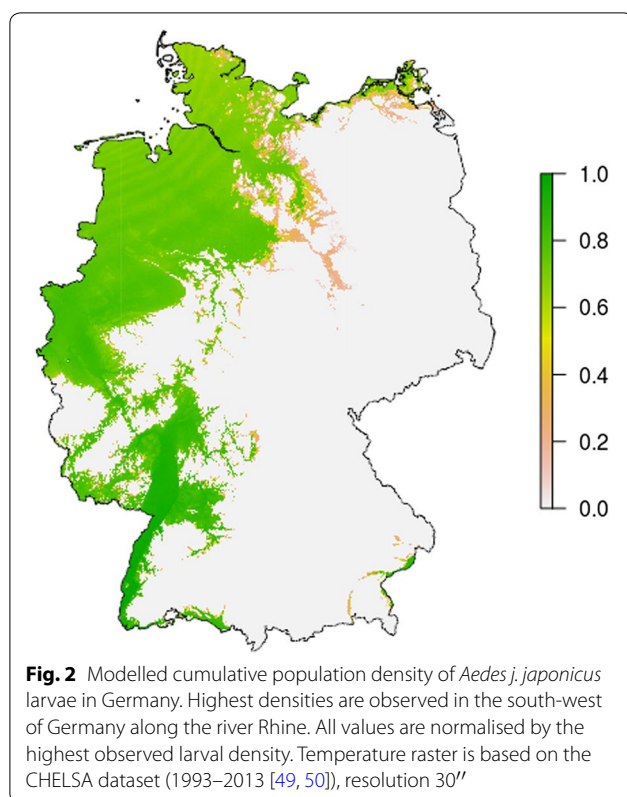 1.0
0.8
0.6
0.4
0.2
0.0
Fig. 2 Modelled cumulative population density of Aedes j. japonicus
larvae in Germany. Highest densities are observed in the south-west
of Germany along the river Rhine. All values are normalised by the
highest observed larval density. Temperature raster is based on the
CHELSA dataset (1993–2013 [49, 50]), resolution 30″